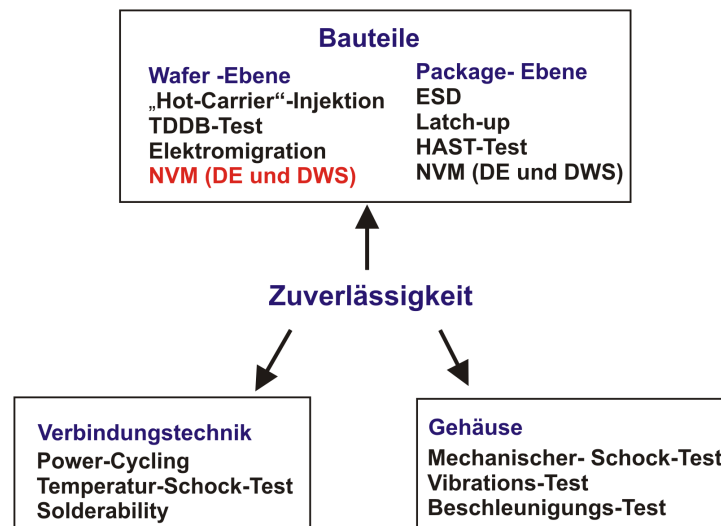 Bauteile
Wafer -Ebene
„Hot-Carrier“-Injektion
TDDB-Test
Elektromigration
NVM (DE und DWS)
Package- Ebene
ESD
Latch-up
HAST-Test
NVM (DE und DWS)
Zuverlässigkeit
Verbindungstechnik
Power-Cycling
Temperatur-Schock-Test
Solderability
Gehäuse
Mechanischer- Schock-Test
Vibrations-Test
Beschleunigungs-Test